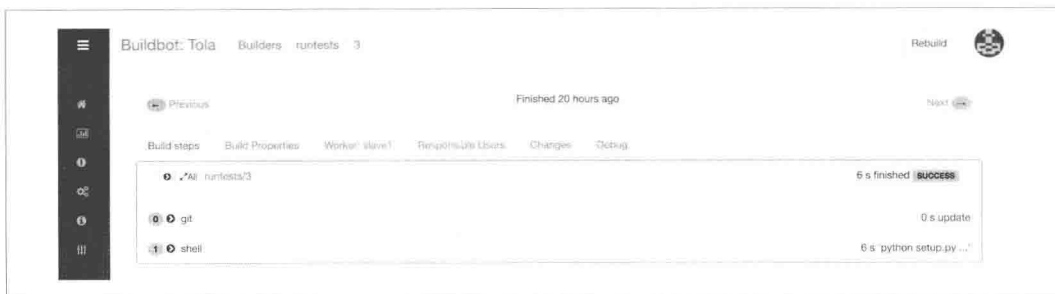 Buildbot: Tola Builders runtests 3 Rebuild
Previous Finished 20 hours ago Next
Build steps Build Properties Worker: slave1 Responsible Users Changes Debug
All runtests/3 6 s finished SUCCESS
0 git 0 s update
1 shell 6 s 'python setup.py ...'